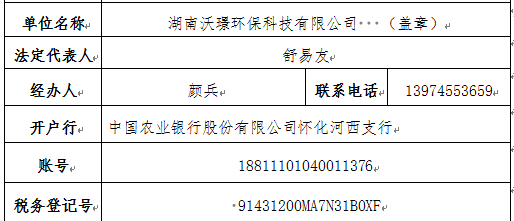 单位名称 湖南沃璟环保科技有限公司···（盖章）
法定代表人 舒易友
经办人 颜兵 联系电话 13974553659
开户行 中国农业银行股份有限公司怀化河西支行
账号 18811101040011376
税务登记号 91431200MA7N31B0XF